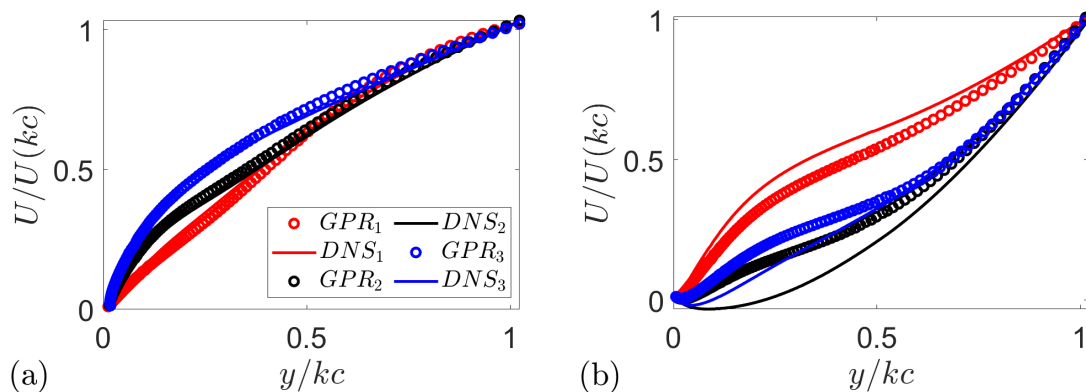 1
0.5
0
U/U(kc)
0
0.5
1
y/kc
(a)
GPR₁
DNS₂
DNS₁
GPR₃
GPR₂
DNS₃
1
0.5
0
U/U(kc)
0
0.5
1
y/kc
(b)